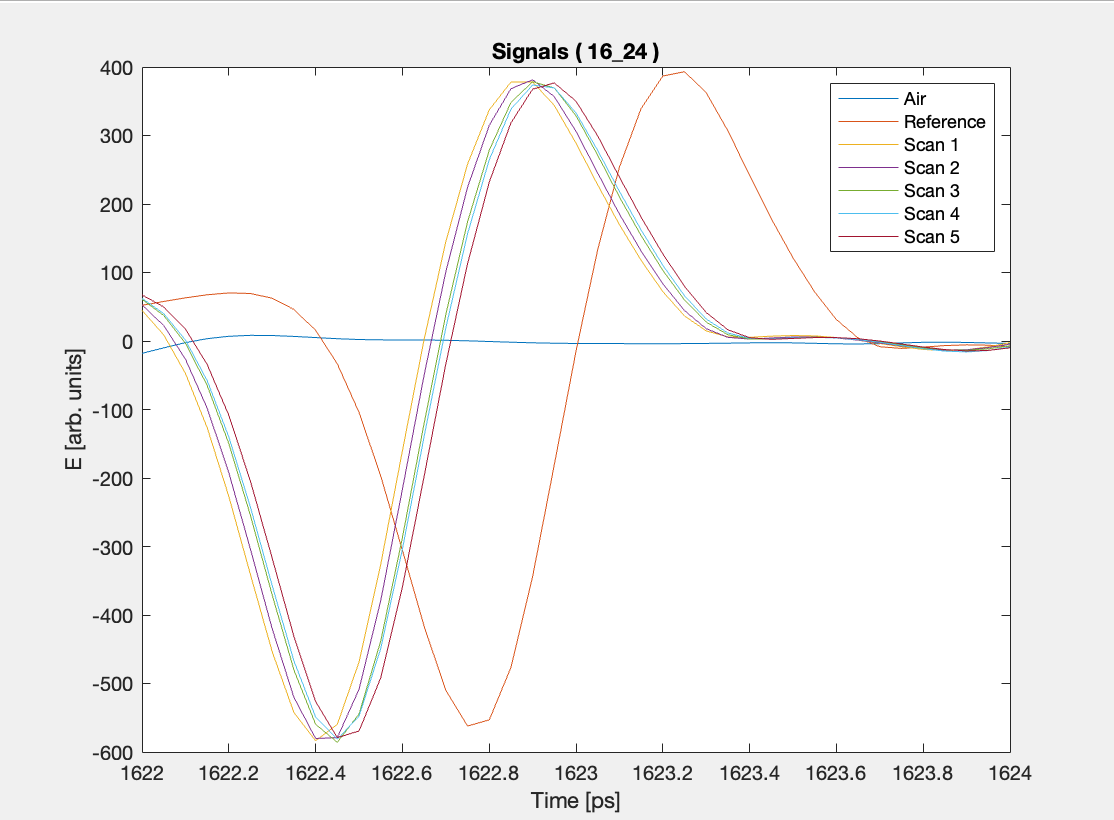 Signals ( 16_24 )
400
300
200
100
0
-100
-200
-300
-400
-500
-600
E [arb. units]
1622
1622.2
1622.4
1622.6
1622.8
1623
1623.2
1623.4
1623.6
1623.8
1624
Time [ps]
Air
Reference
Scan 1
Scan 2
Scan 3
Scan 4
Scan 5